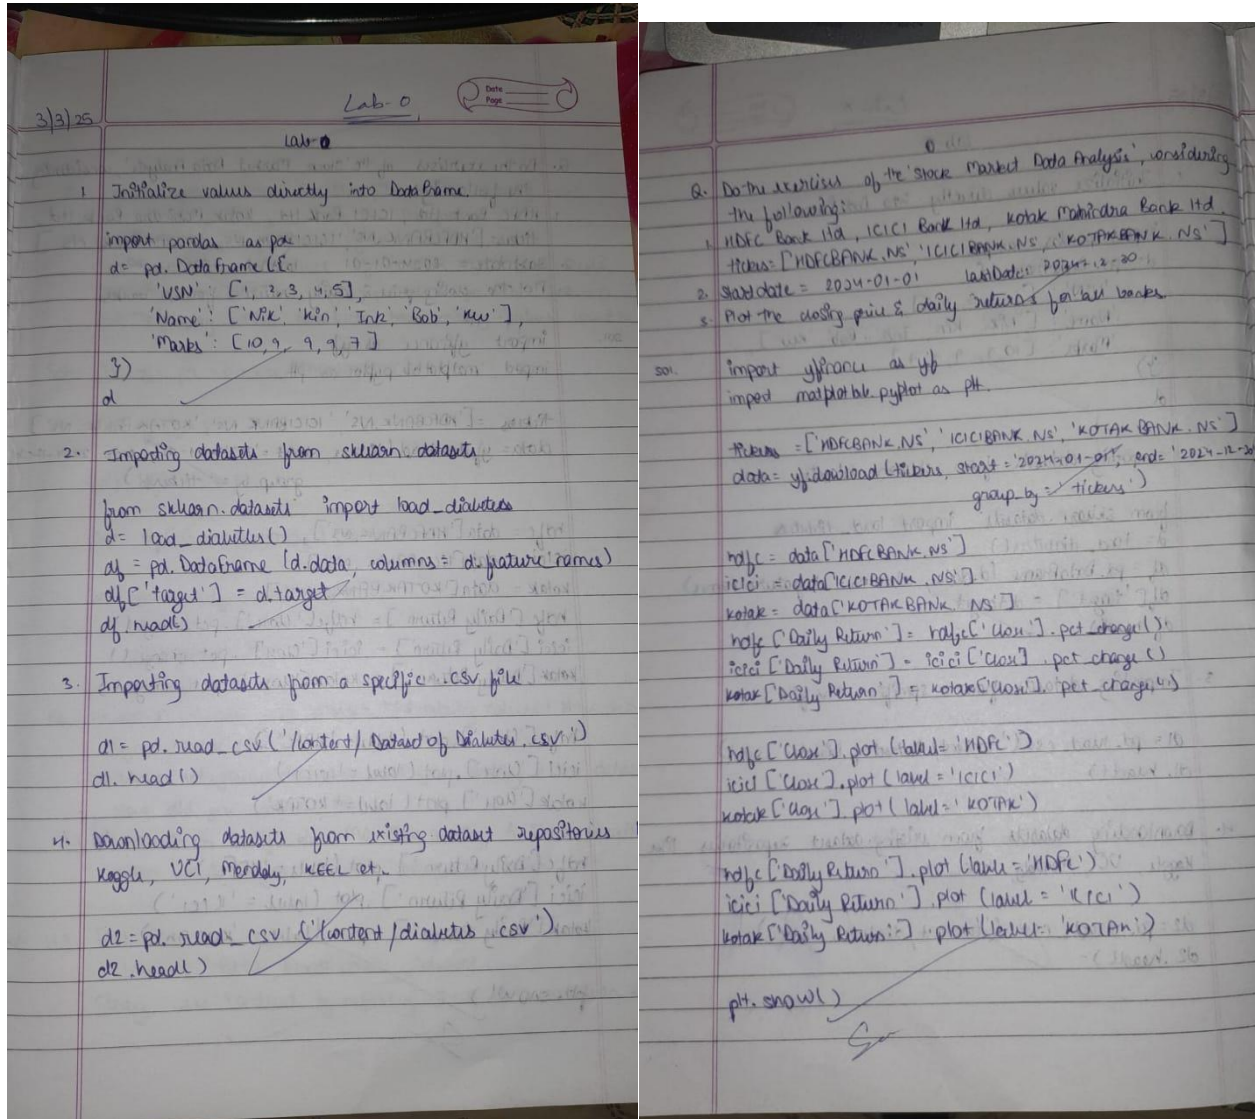 3/3/25
Lab-0
Date
Page
Lab-0
1 Initialize values directly into DataFrame.
import pandas as pd
d= pd. DataFrame ({
'USN' [1, 2, 3, 4, 5],
'Name': ['Nik' 'Kin', 'Ink', 'Bob', 'Kw'],
'Marks': [10, 9, 9, 9, 7]
})
d
2. Importing datasets from sklearn datasets
from sklearn.datasets import load_diabetes
d= load_diabetes()
df = pd. DataFrame (d.data, columns = d.feature names)
df['target'] = d.target
df.head()
3. Importing datasets from a specific .CSV file
d1= pd. read_csv ('/content/Dataset of Diabetes .csv')
d1. head()
4. Downloading datasets from existing dataset repositories
Kaggle, UCI, Mendely, KEEL et.
d2=pd. read_csv ('/content/diabetes csv')
d2.head()
Q. Do the exercises of the 'Stock Market Data Analysis', considering
the following:
1. HDFC Bank ltd, ICICI Bank ltd, Kotak Mahindra Bank ltd.
tickers=['HDFCBANK.NS' 'ICICIBANK.NS, 'KOTAKBANK.NS']
2. Start date = 2024-01-01 last Date: 2024-12-30
3. Plot the closing price & daily returns for all banks.
Sol. import yfinance as yf
import matplotlib.pyplot as plt.
tickers = ['HDFCBANK.NS', 'ICICIBANK.NS', 'KOTAK BANK.NS']
data= yf.download (tickers, start = '2024-01-01', end= '2024-12-30
group_by = 'tickers')
hdfc = data['HDFCBANK.NS']
icici = data['ICICIBANK.NS'].
kotak = data['KOTAKBANK. NS']
hdfc ['Daily Return'] = hdfc['Close'] . pct_change().
icici ['Daily Return'] = icici ['Close] . pct_change ()
kotak ['Daily Return'] = kotak['Close']. pct_change()
hdfc ['Close'].plot (label= 'HDFC')
icici ['Close'].plot (label = 'ICICI')
kotak ['Close'].plot (label= 'KOTAK')
hdfc ['Daily Return'].plot (label = 'HDFC')
icici ['Daily Return'].plot (label = 'ICICI')
kotak ['Daily Return'] plot (label= 'KOTAK')
plt. show()